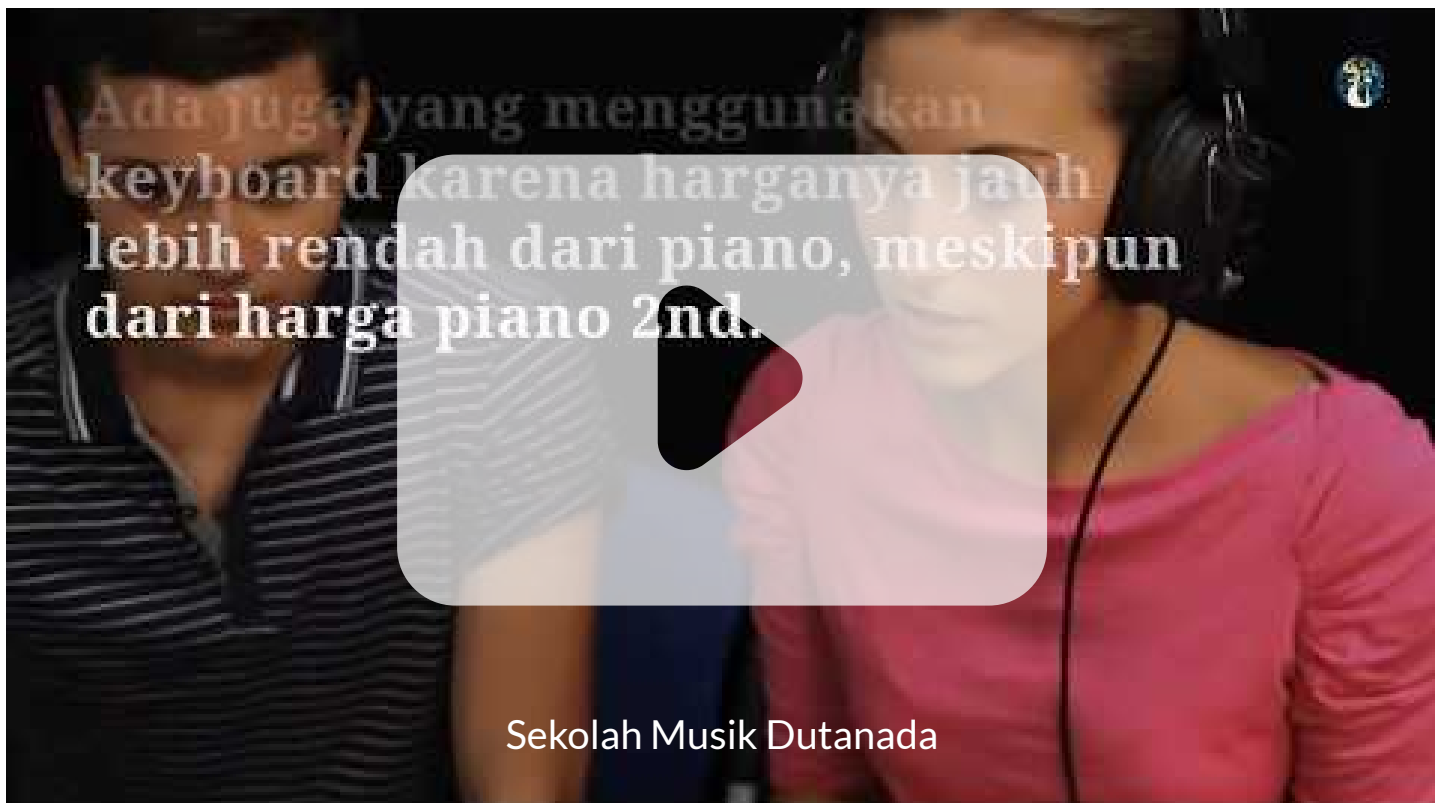 Ada juga yang menggunakan
keyboard karena harganya jauh
lebih rendah dari piano, meskipun
dari harga piano 2nd.
Sekolah Musik Dutanada